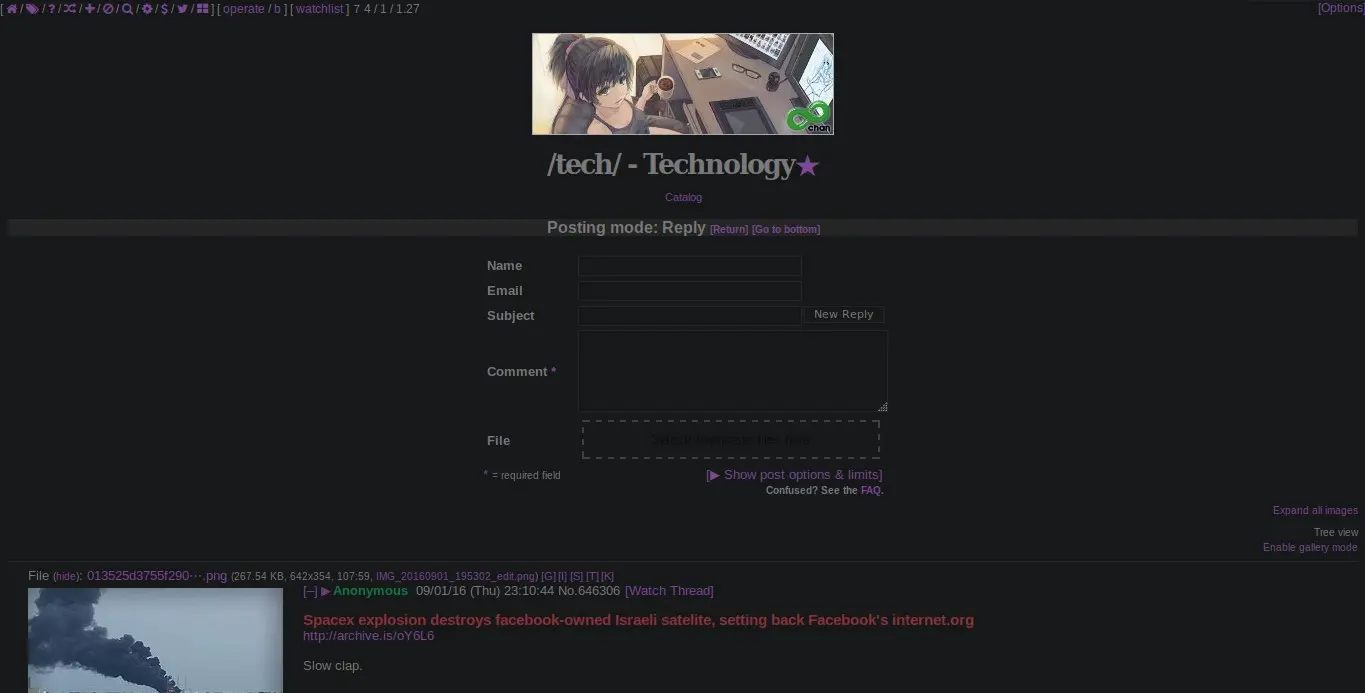 [ / / ? / / / / / / $ / / ] [ operate / b ] [ watchlist ] 7 4 / 1 / 1.27
[Options]
chan
/tech/ - Technology★
Catalog
Posting mode: Reply [Return] [Go to bottom]
Name
Email
Subject
New Reply
Comment *
File
* = required field
[▶ Show post options & limits]
Confused? See the FAQ.
Expand all images
Tree view
Enable gallery mode
File (hide): 013525d3755f290⋯.png (267.54 KB, 642x354, 107:59, IMG_20160901_195302_edit.png) [G] [I] [S] [T] [K]
[–] ▶ Anonymous 09/01/16 (Thu) 23:10:44 No.646306 [Watch Thread]
Spacex explosion destroys facebook-owned Israeli satelite, setting back Facebook's internet.org
http://archive.is/oY6L6
Slow clap.